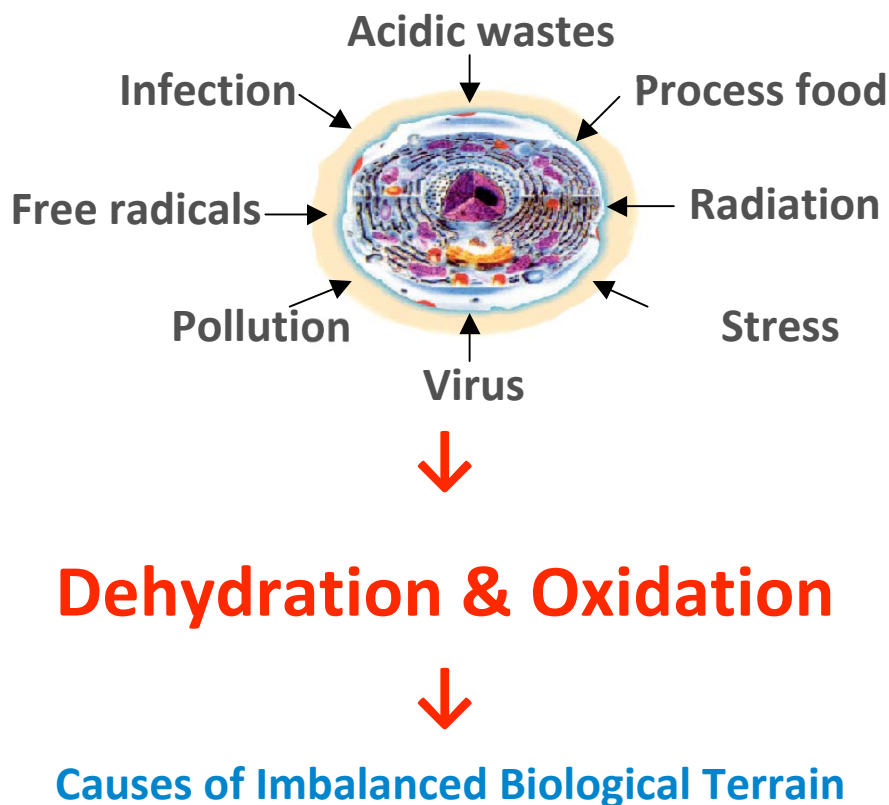 Acidic wastes
Infection
Process food
Free radicals
Radiation
Pollution
Stress
Virus
Dehydration & Oxidation
Causes of Imbalanced Biological Terrain